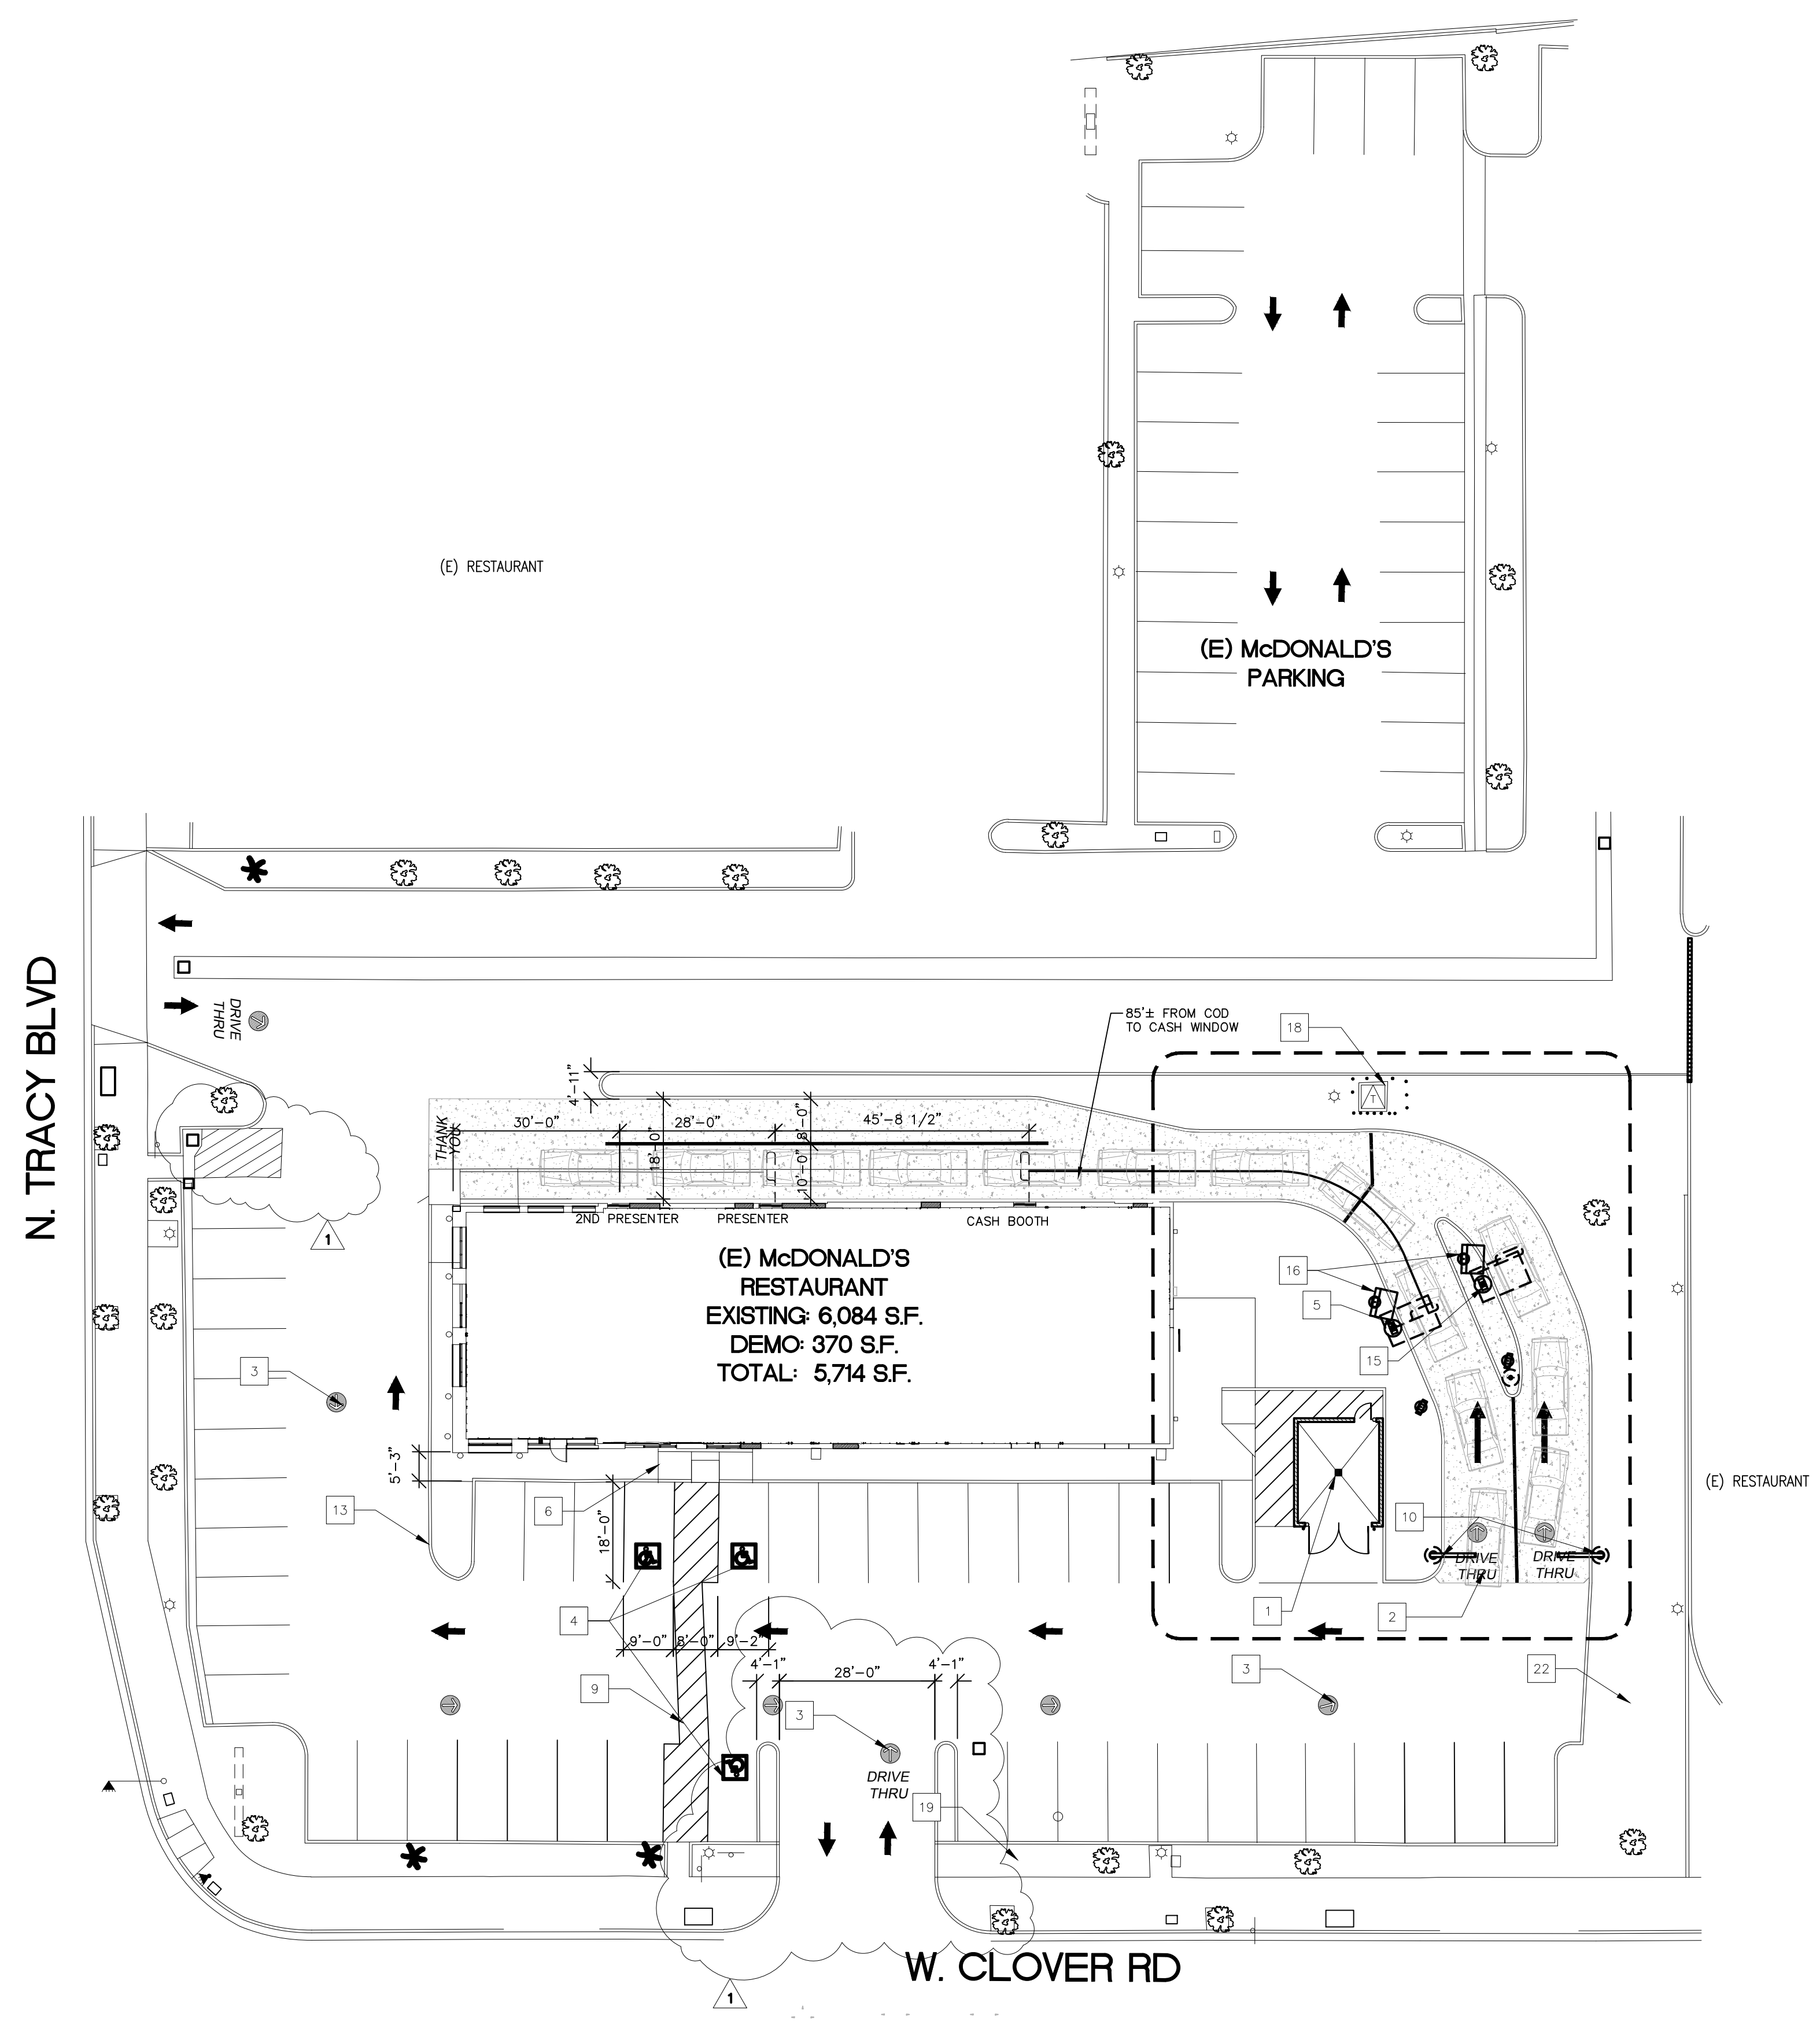 (E) RESTAURANT
(E) McDONALD'S
PARKING
N. TRACY BLVD
DRIVE
THRU
85'± FROM COD
TO CASH WINDOW
18
T
4'-11"
THANK
YOU
30'-0"
28'-0"
45'-8 1/2"
18'-0"
8'-0"
10'-0"
2ND PRESENTER
PRESENTER
CASH BOOTH
1
(E) McDONALD'S
RESTAURANT
EXISTING: 6,084 S.F.
DEMO: 370 S.F.
TOTAL: 5,714 S.F.
16
5
15
3
5'-3"
13
6
18'-0"
10
(E) RESTAURANT
DRIVE
THRU
DRIVE
THRU
4
1
2
9'-0"
8'-0"
9'-2"
4'-1"
28'-0"
4'-1"
9
3
3
22
DRIVE
THRU
19
W. CLOVER RD
1